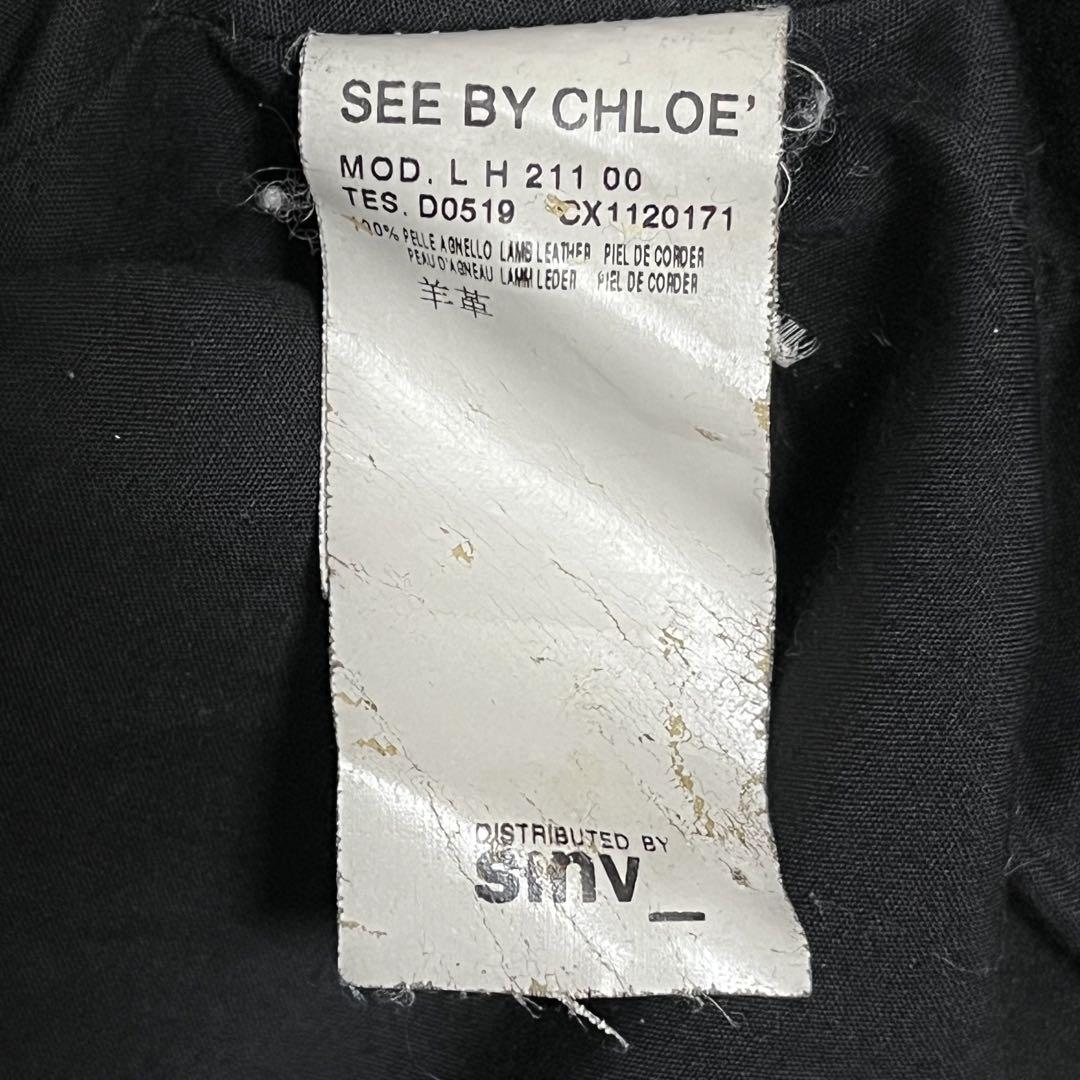 SEE BY CHLOE'
MOD. L H 211 00
TES. D0519 CX1120171
100% PELLE AGNELLO LAMB LEATHER PIEL DE CORDER
PEAU D'AGNEAU LAMM LEDER PIEL DE CORDER
羊革
DISTRIBUTED BY
sinv_